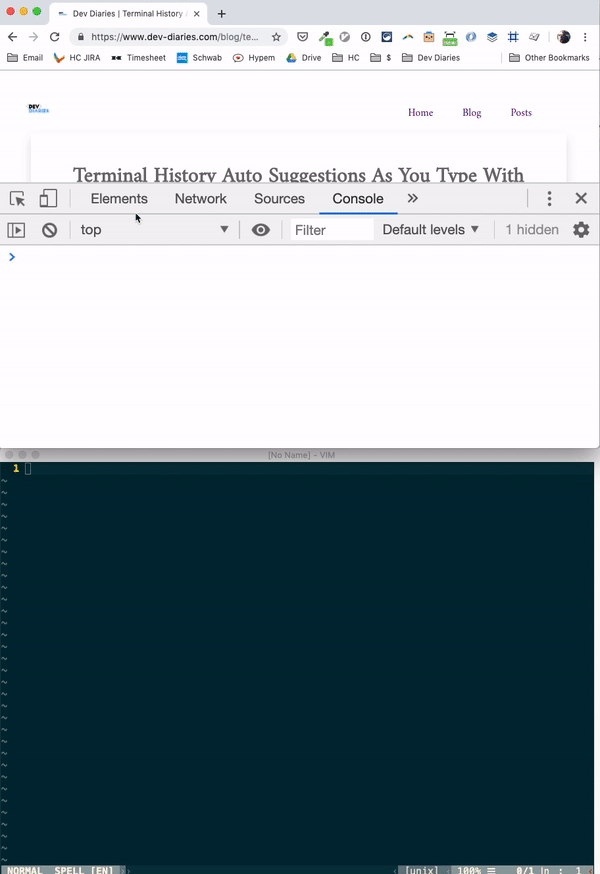 Dev Diaries | Terminal History A
https://www.dev-diaries.com/blog/te...
Email HC JIRA Timesheet Schwab Hypem Drive HC $ Dev Diaries Other Bookmarks
DEV
DIARIES
Home Blog Posts
Terminal History Auto Suggestions As You Type With
Elements Network Sources Console
top Filter Default levels 1 hidden
[No Name] - VIM
1
NORMAL SPELL [EN] [unix] 100% 0/1 ln : 1